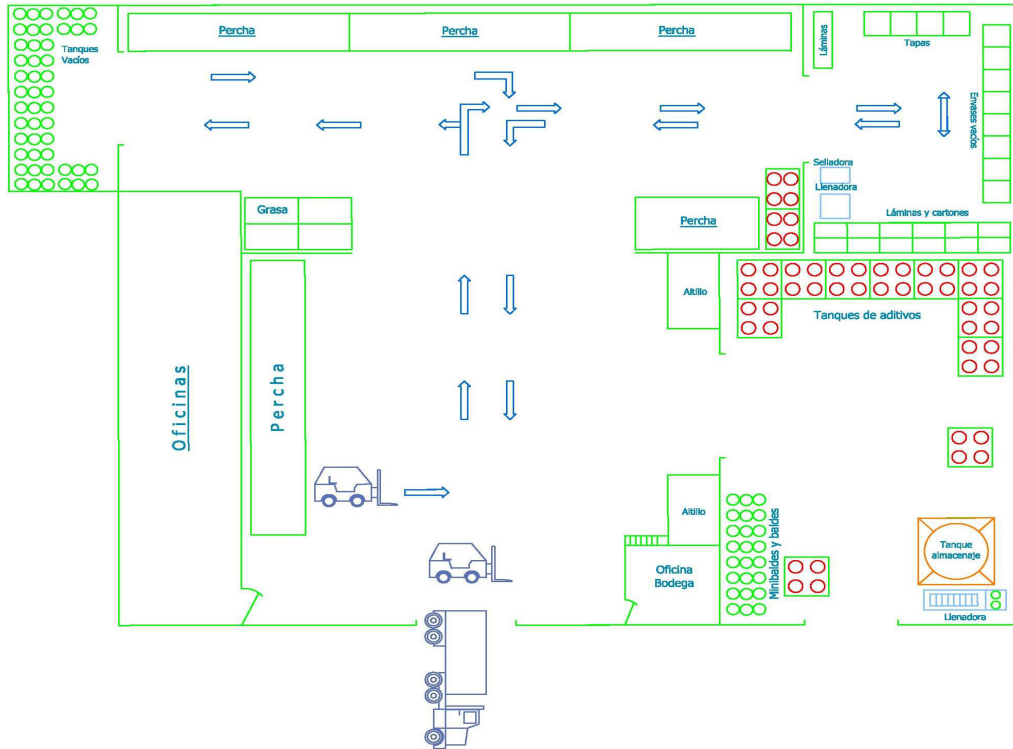 Percha
Percha
Percha
Láminas
Tapas
Tanques
Vacíos
Envases vacíos
Selladora
Llenadora
Grasa
Percha
Láminas y cartones
Altillo
Tanques de aditivos
Oficinas
Percha
Altillo
Minibaldes y baldes
Oficina
Bodega
Tanque
almacenaje
Llenadora